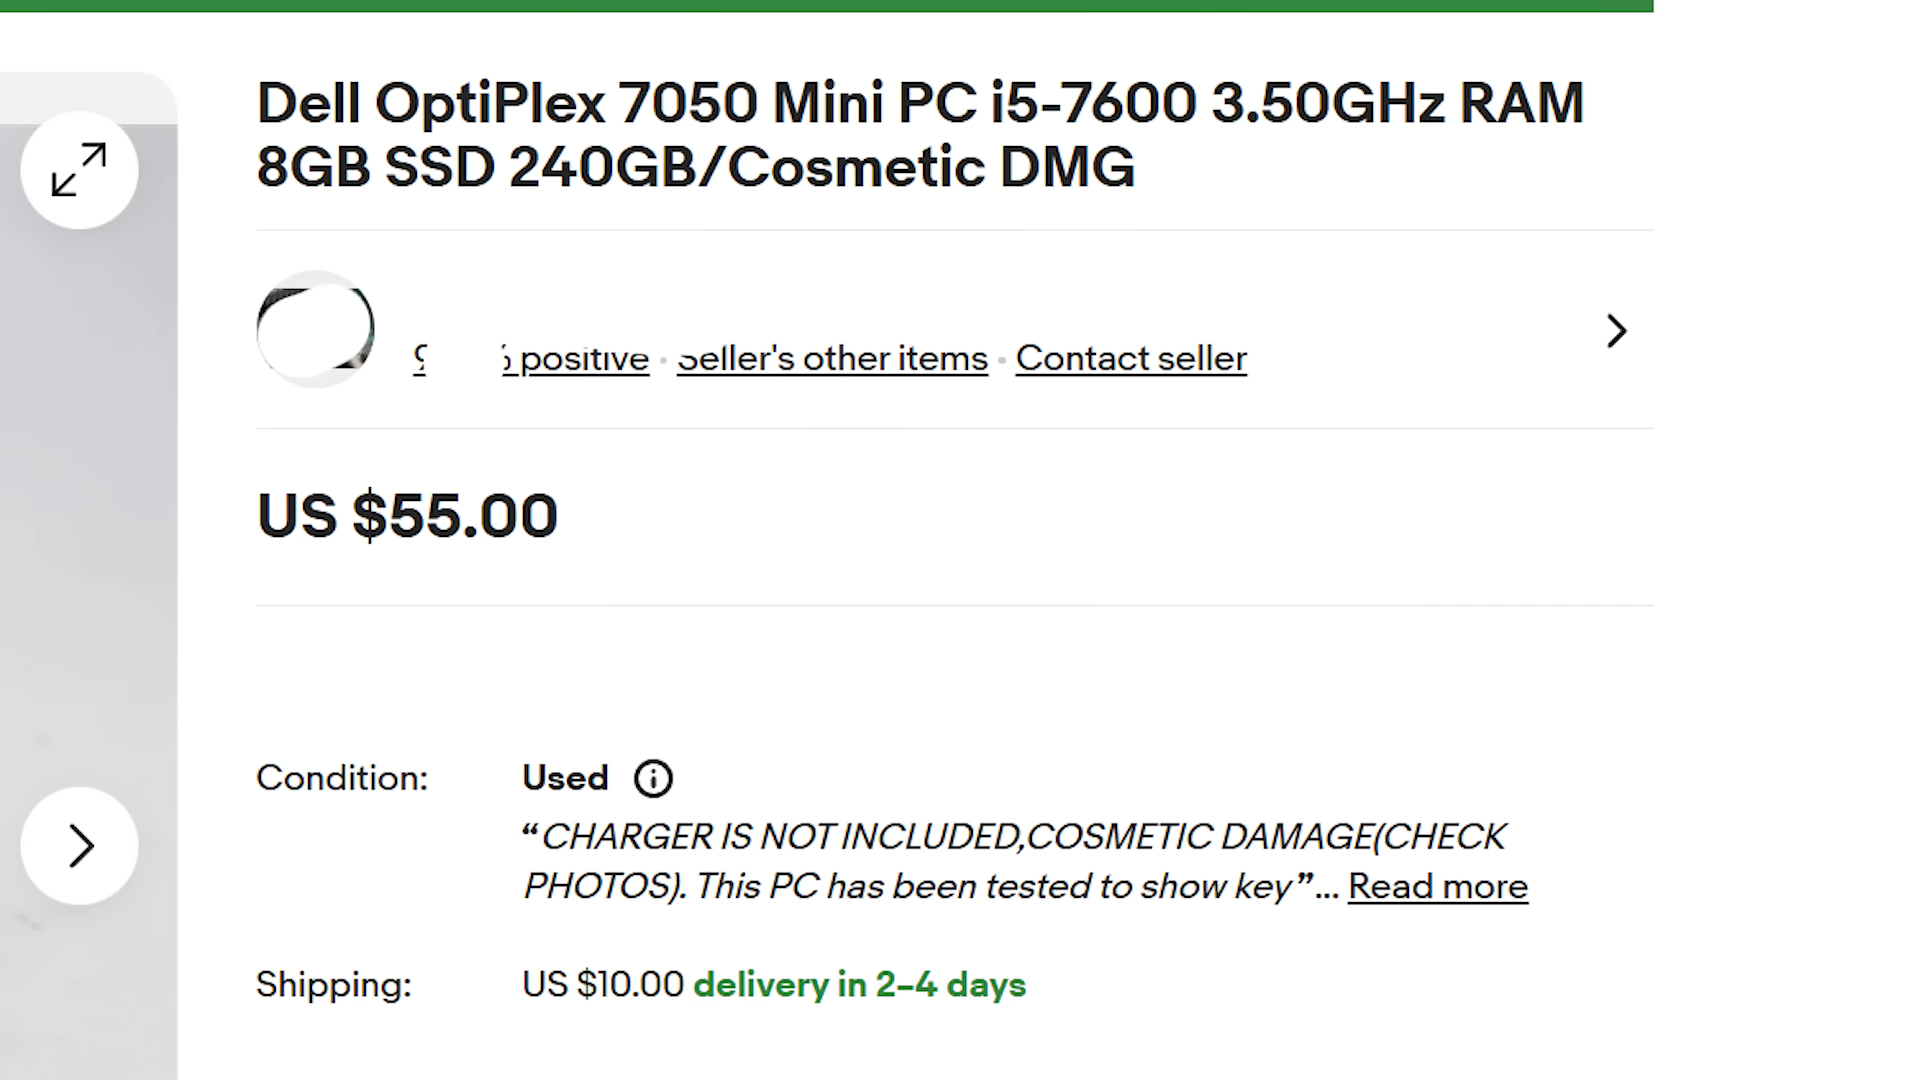 Dell OptiPlex 7050 Mini PC i5-7600 3.50GHz RAM
8GB SSD 240GB/Cosmetic DMG
positive • Seller's other items • Contact seller
US $55.00
Condition: Used
“CHARGER IS NOT INCLUDED,COSMETIC DAMAGE(CHECK
PHOTOS). This PC has been tested to show key”... Read more
Shipping: US $10.00 delivery in 2–4 days